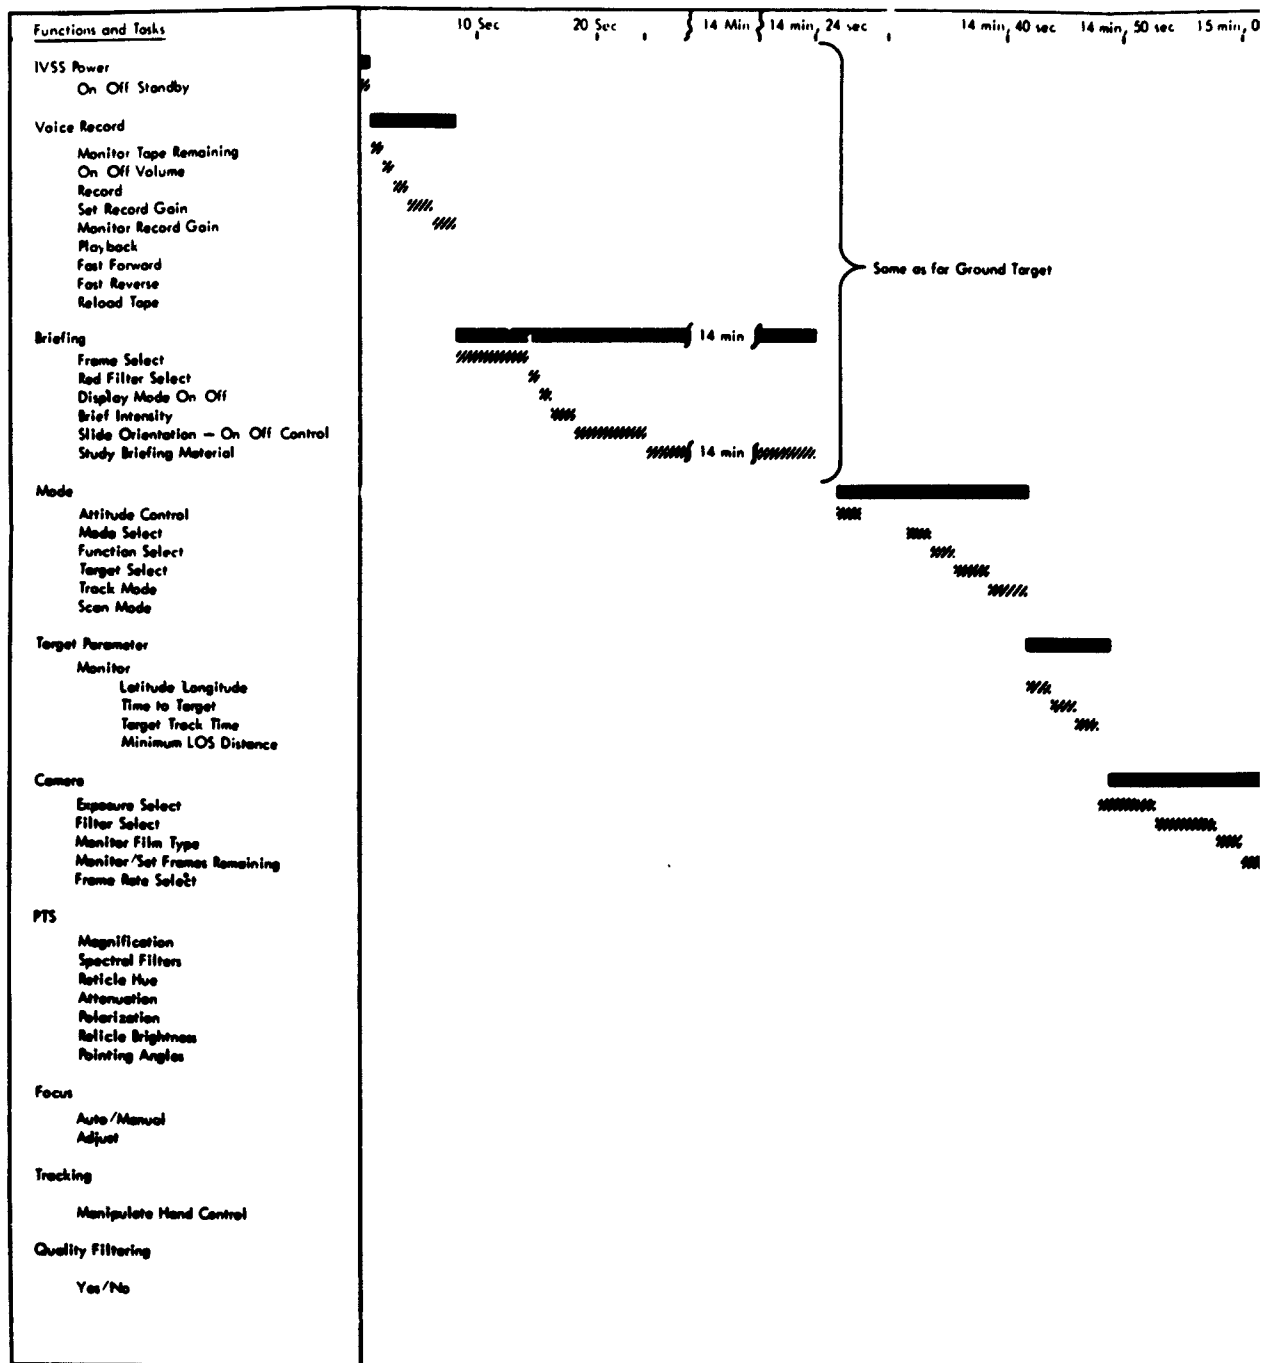 Functions and Tasks
10 Sec 20 Sec 14 Min 14 min, 24 sec 14 min, 40 sec 14 min, 50 sec 15 min, 0
IVSS Power
On Off Standby
Voice Record
Monitor Tape Remaining
On Off Volume
Record
Set Record Gain
Monitor Record Gain
Playback
Fast Forward
Fast Reverse
Reload Tape
Same as for Ground Target
Briefing 14 min
Frame Select
Red Filter Select
Display Mode On Off
Brief Intensity
Slide Orientation — On Off Control
Study Briefing Material 14 min
Mode
Attitude Control
Mode Select
Function Select
Target Select
Track Mode
Scan Mode
Target Parameter
Monitor
Latitude Longitude
Time to Target
Target Track Time
Minimum LOS Distance
Camera
Exposure Select
Filter Select
Monitor Film Type
Monitor/Set Frames Remaining
Frame Rate Select
PTS
Magnification
Spectral Filters
Reticle Hue
Attenuation
Polarization
Reticle Brightness
Pointing Angles
Focus
Auto/Manual
Adjust
Tracking
Manipulate Hand Control
Quality Filtering
Yes/No